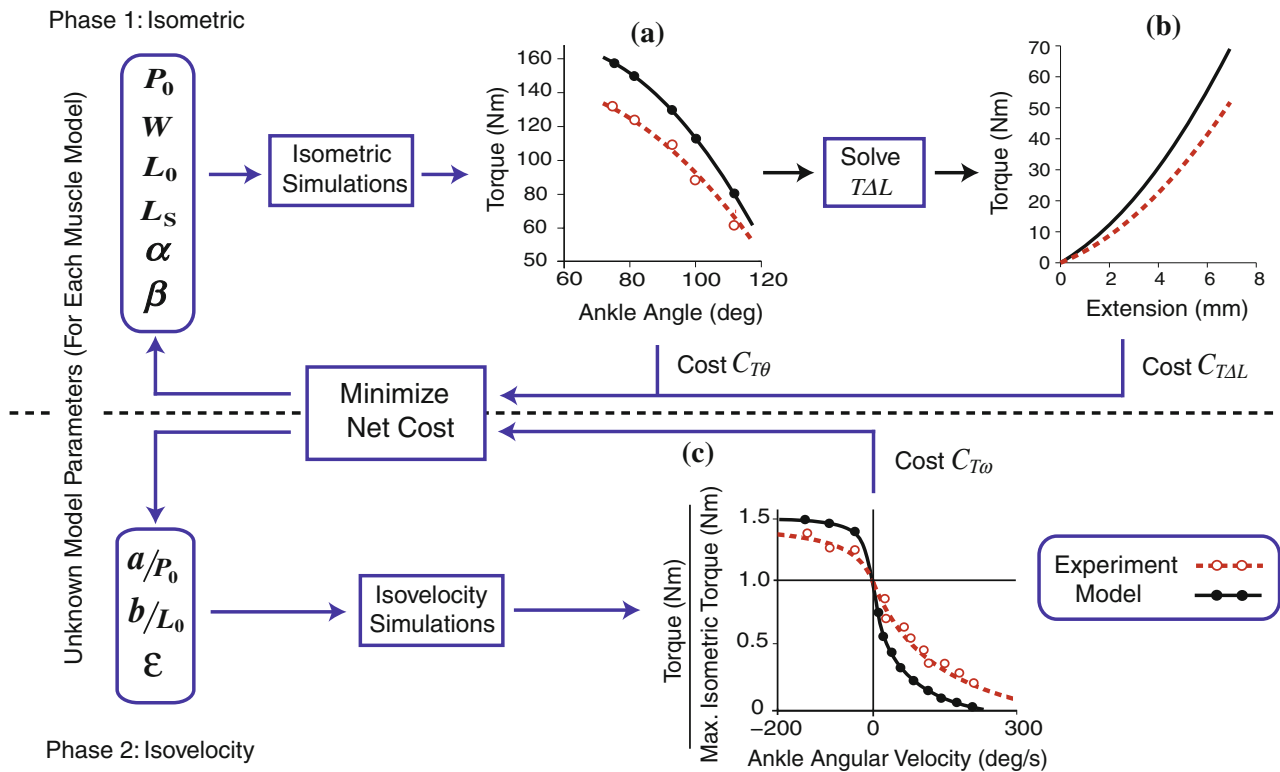 Phase 1: Isometric
Unknown Model Parameters (For Each Muscle Model)
P0
W
L0
LS
α
β
Isometric
Simulations
(a)
Torque (Nm)
160
140
120
100
80
60
50
60
80
100
120
Ankle Angle (deg)
Solve
TΔL
(b)
Torque (Nm)
70
60
50
40
30
20
10
0
0
2
4
6
8
Extension (mm)
Cost CTθ
Cost CTΔL
Minimize
Net Cost
Cost CTω
a/P0
b/L0
ε
Isovelocity
Simulations
(c)
Torque (Nm)
Max. Isometric Torque (Nm)
1.5
1.0
0.5
0
−200
0
300
Ankle Angular Velocity (deg/s)
Experiment
Model
Phase 2: Isovelocity